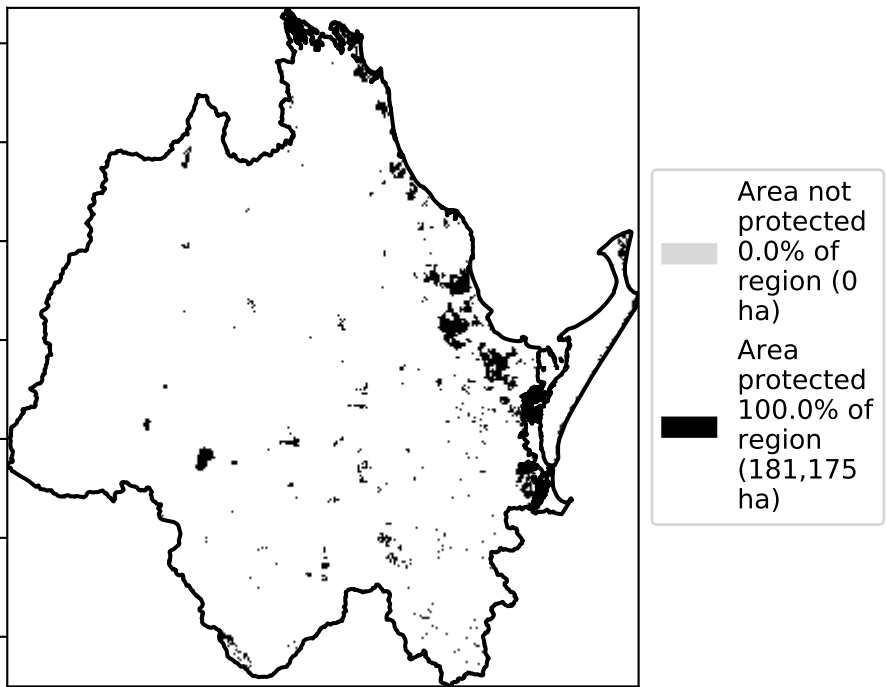 Area not
protected
0.0% of
region (0
ha)
Area
protected
100.0% of
region
(181,175
ha)